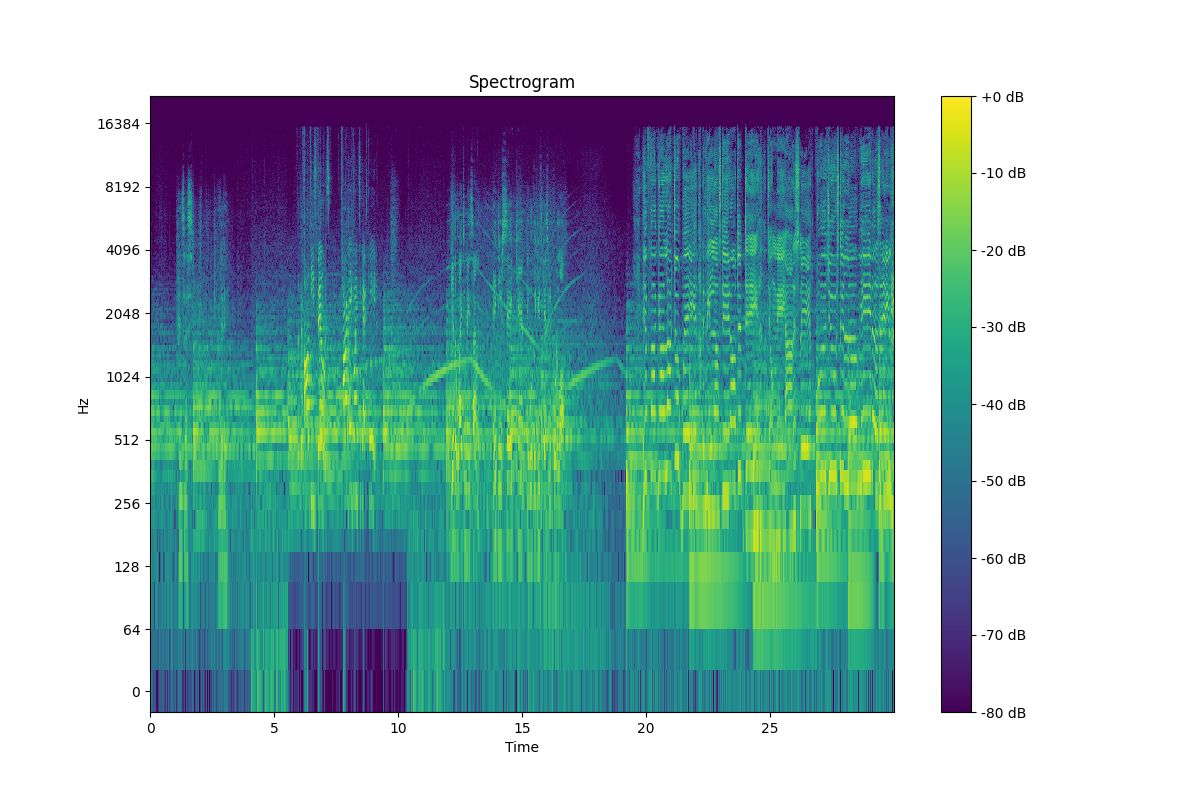 Spectrogram
16384
8192
4096
2048
1024
512
256
128
64
0
Hz
0
5
10
15
20
25
Time
+0 dB
-10 dB
-20 dB
-30 dB
-40 dB
-50 dB
-60 dB
-70 dB
-80 dB